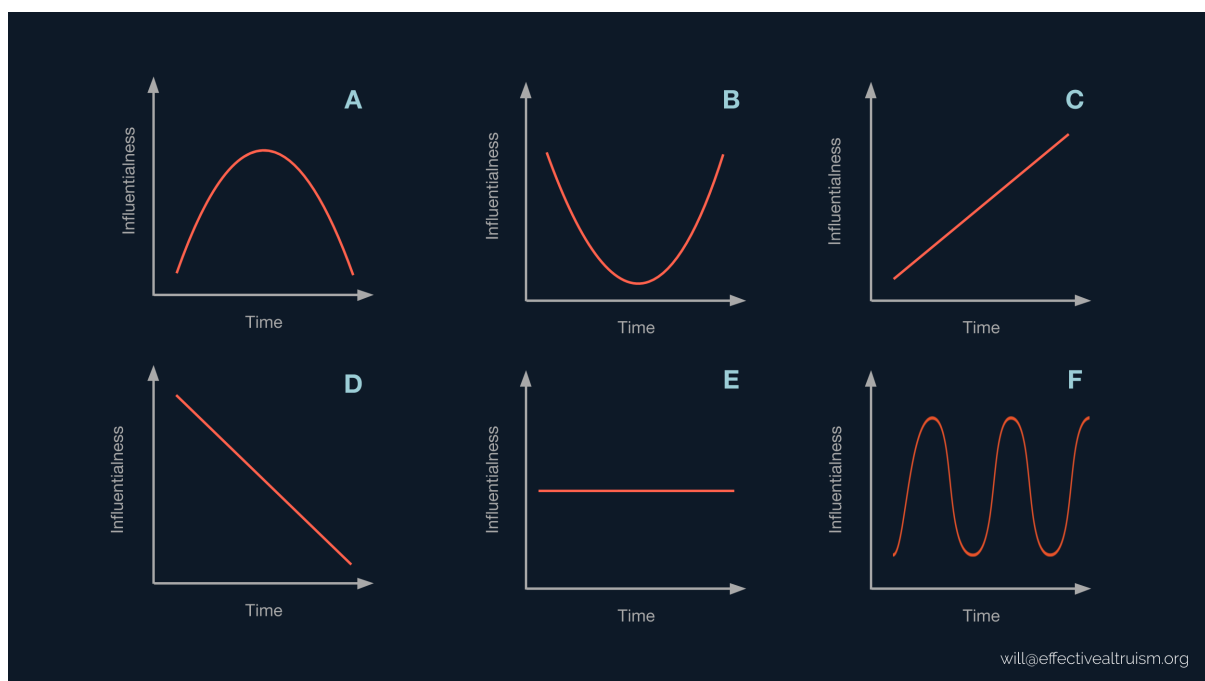 A
Influentialness
Time
B
Influentialness
Time
C
Influentialness
Time
D
Influentialness
Time
E
Influentialness
Time
F
Influentialness
Time
will@effectivealtruism.org